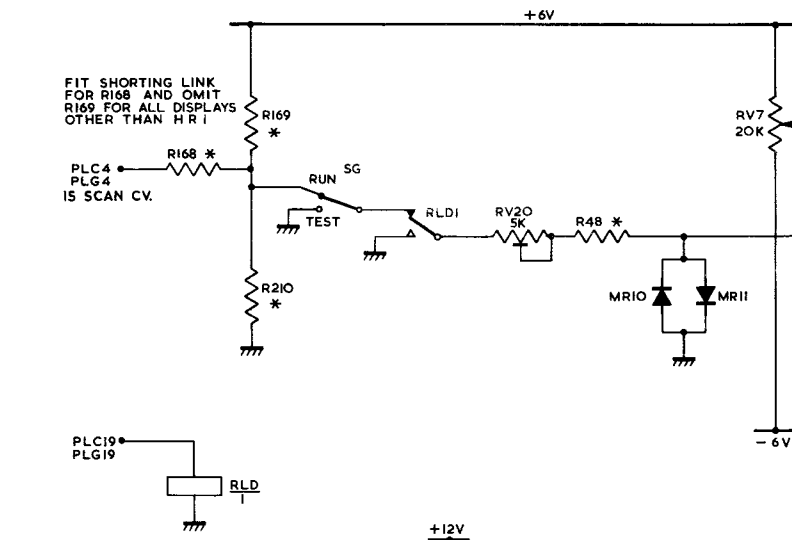 +6V
FIT SHORTING LINK
FOR R168 AND OMIT
R169 FOR ALL DISPLAYS
OTHER THAN HR1
R169
*
RV7
20K
R168 *
PLC4
PLG4
15 SCAN CV.
SG
RUN
TEST
RLD1
RV20
5K
R48 *
R210
*
MR10
MR11
-6V
PLC19
PLG19
RLD
1
+12V